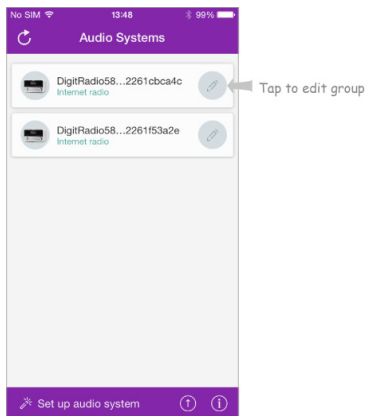 No SIM 13:48 99%
Audio Systems
DigitRadio58...2261cbca4c
Internet radio
Tap to edit group
DigitRadio58...2261f53a2e
Internet radio
Set up audio system